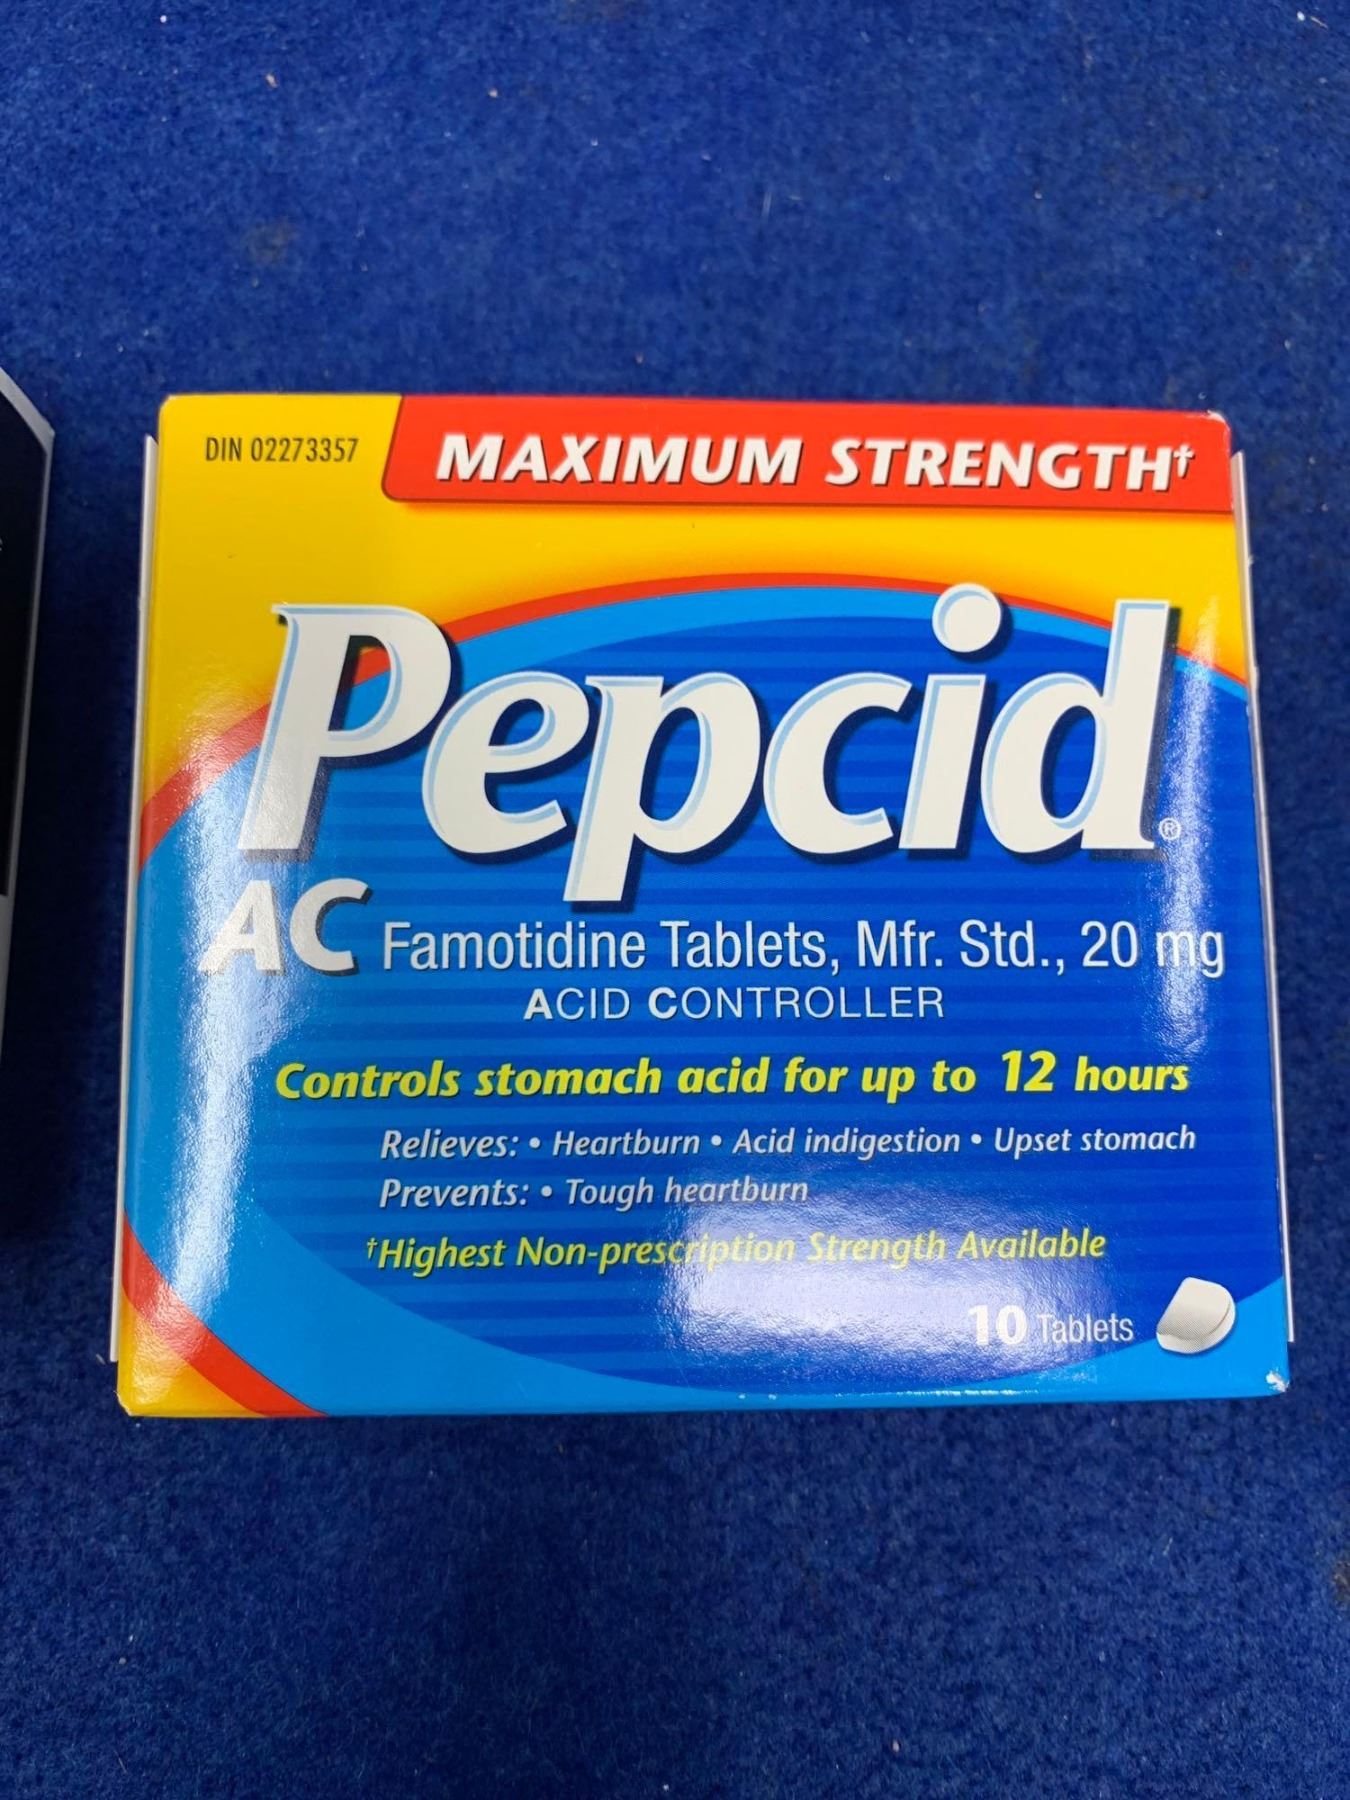 DIN 02273357
MAXIMUM STRENGTH†
Pepcid®
AC Famotidine Tablets, Mfr. Std., 20 mg
ACID CONTROLLER
Controls stomach acid for up to 12 hours
Relieves: • Heartburn • Acid indigestion • Upset stomach
Prevents: • Tough heartburn
†Highest Non-prescription Strength Available
10 Tablets